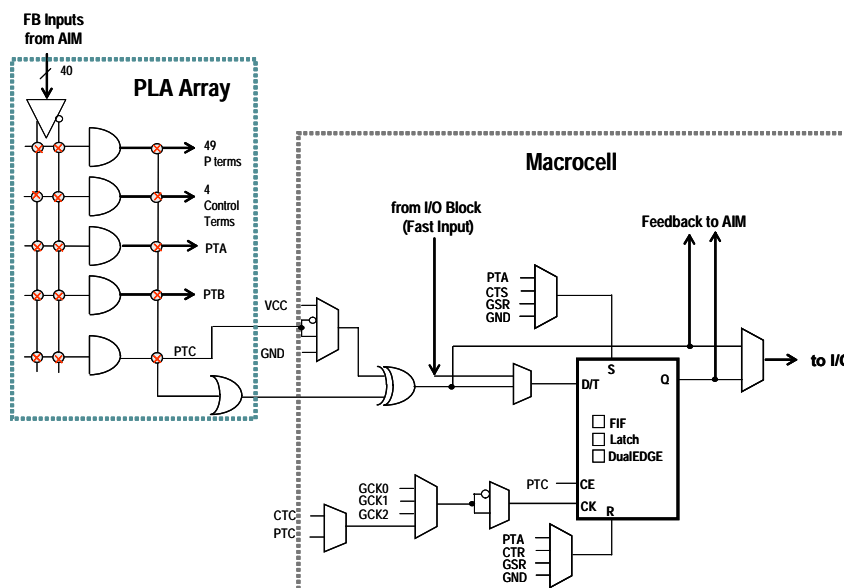 FB Inputs
from AIM
40
PLA Array
49
P terms
4
Control
Terms
PTA
PTB
PTC
Macrocell
from I/O Block
(Fast Input)
Feedback to AIM
VCC
GND
PTA
CTS
GSR
GND
S
D/T
Q
FIF
Latch
DualEDGE
PTC
CE
CK
R
to I/O
GCK0
GCK1
GCK2
CTC
PTC
PTA
CTR
GSR
GND